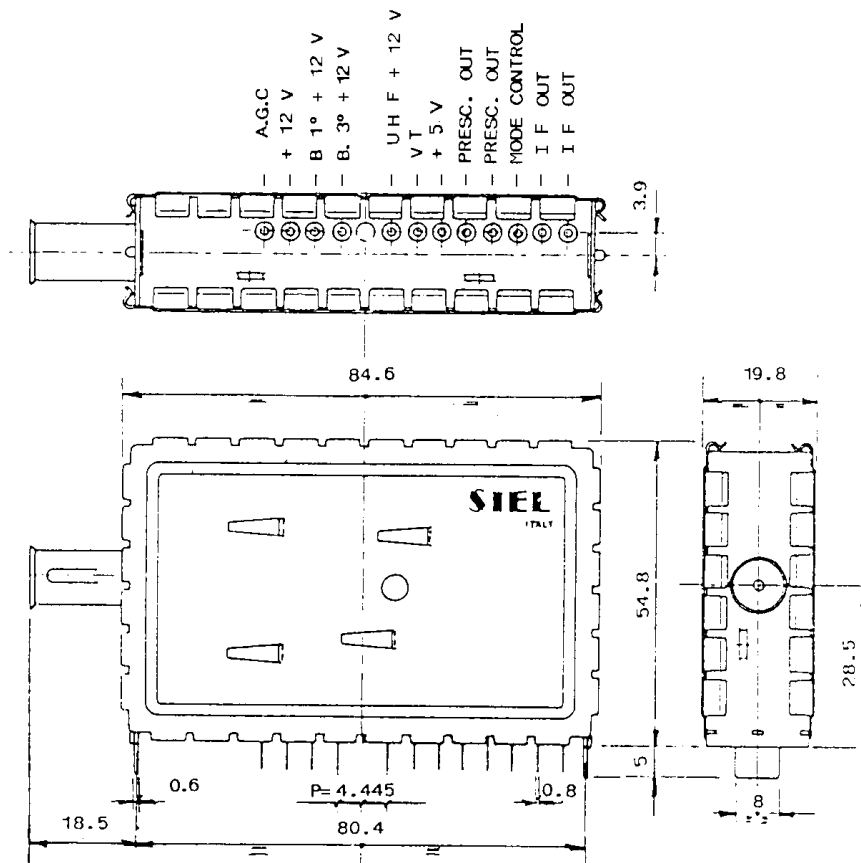 A.G.C
+ 12 V
B 1° + 12 V
B. 3° + 12 V
U H F + 12 V
V T
+ 5 V
PRESC. OUT
PRESC. OUT
MODE CONTROL
I F OUT
I F OUT
3.9
84.6
19.8
SIEL
ITALY
54.8
28.5
0.6
P= 4.445
0.8
5
8
18.5
80.4